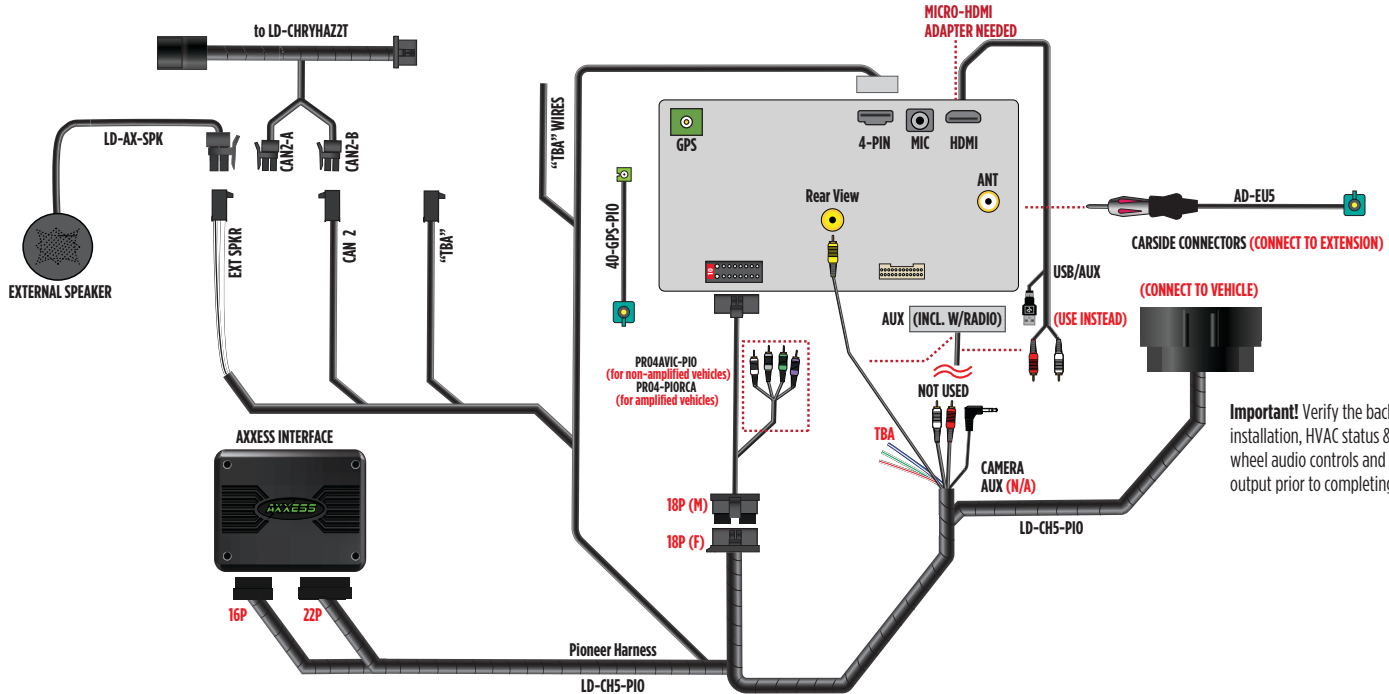 MICRO-HDMI
ADAPTER NEEDED
to LD-CHRYHAZ2T
LD-AX-SPK
CAN2-A
CAN2-B
"TBA" WIRES
GPS
4-PIN
MIC
HDMI
ANT
Rear View
AD-EU5
CARSIDE CONNECTORS (CONNECT TO EXTENSION)
40-GPS-PIO
EXT SPKR
CAN 2
"TBA"
EXTERNAL SPEAKER
10
USB/AUX
(CONNECT TO VEHICLE)
AUX (INCL. W/RADIO)
(USE INSTEAD)
PR04AVIC-PIO
(for non-amplified vehicles)
PR04-PIORCA
(for amplified vehicles)
NOT USED
Important! Verify the back
installation, HVAC status &
wheel audio controls and
output prior to completing
TBA
CAMERA
AUX (N/A)
AXXESS INTERFACE
AXXESS
18P (M)
18P (F)
LD-CH5-PIO
16P
22P
Pioneer Harness
LD-CH5-PIO